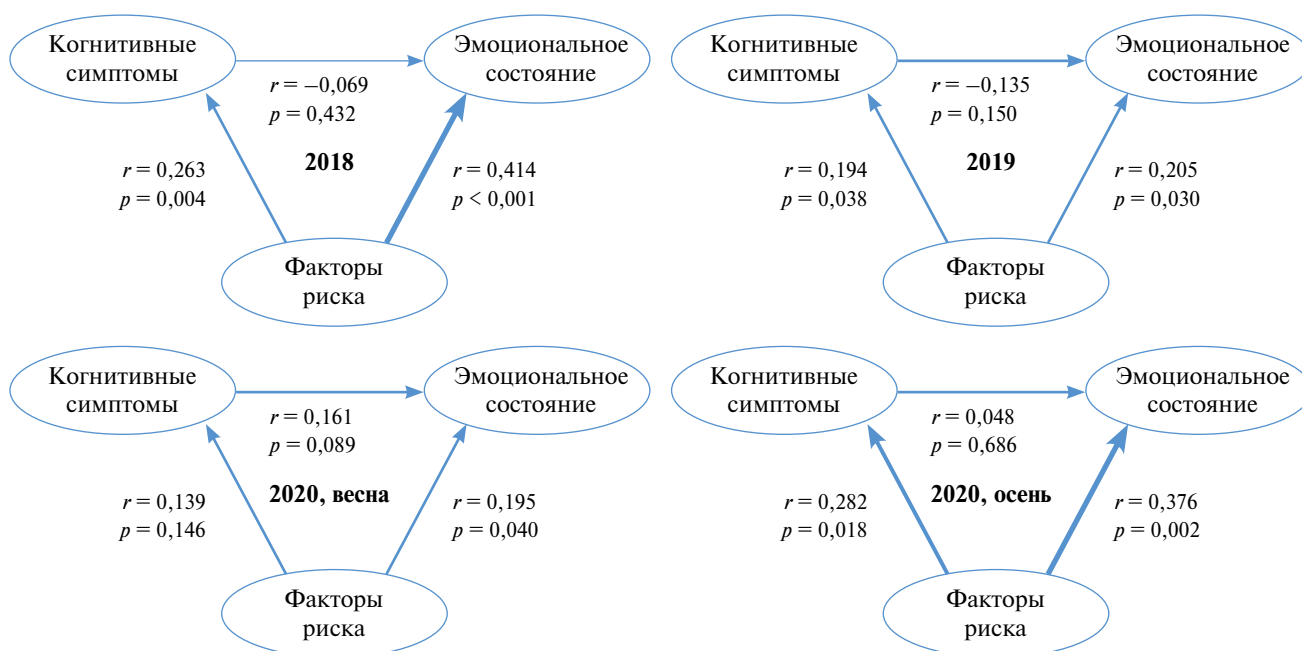 Когнитивные
симптомы
Эмоциональное
состояние
r = –0,069
p = 0,432
2018
r = 0,263
p = 0,004
r = 0,414
p < 0,001
Факторы
риска
Когнитивные
симптомы
Эмоциональное
состояние
r = –0,135
p = 0,150
2019
r = 0,194
p = 0,038
r = 0,205
p = 0,030
Факторы
риска
Когнитивные
симптомы
Эмоциональное
состояние
r = 0,161
p = 0,089
2020, весна
r = 0,139
p = 0,146
r = 0,195
p = 0,040
Факторы
риска
Когнитивные
симптомы
Эмоциональное
состояние
r = 0,048
p = 0,686
2020, осень
r = 0,282
p = 0,018
r = 0,376
p = 0,002
Факторы
риска